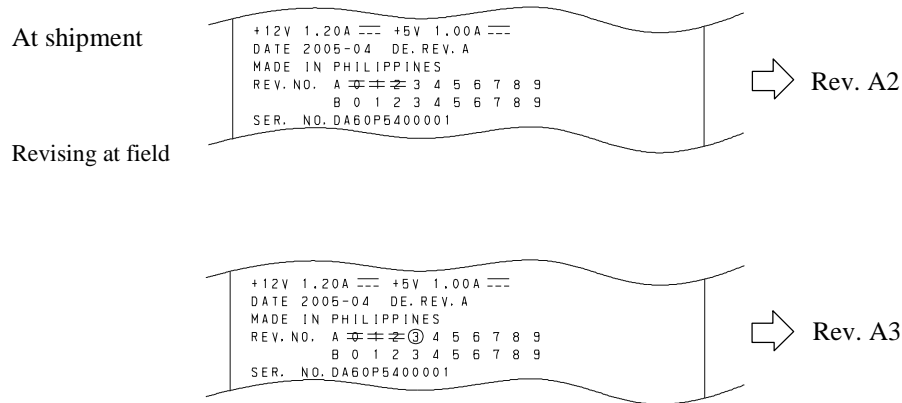 At shipment
+12V 1.20A +5V 1.00A
DATE 2005-04 DE.REV.A
MADE IN PHILIPPINES
REV.NO. A 0 1 2 3 4 5 6 7 8 9
B 0 1 2 3 4 5 6 7 8 9
SER. NO.DA60P5400001
Rev. A2
Revising at field
+12V 1.20A +5V 1.00A
DATE 2005-04 DE.REV.A
MADE IN PHILIPPINES
REV.NO. A 0 1 2 3 4 5 6 7 8 9
B 0 1 2 3 4 5 6 7 8 9
SER. NO.DA60P5400001
Rev. A3